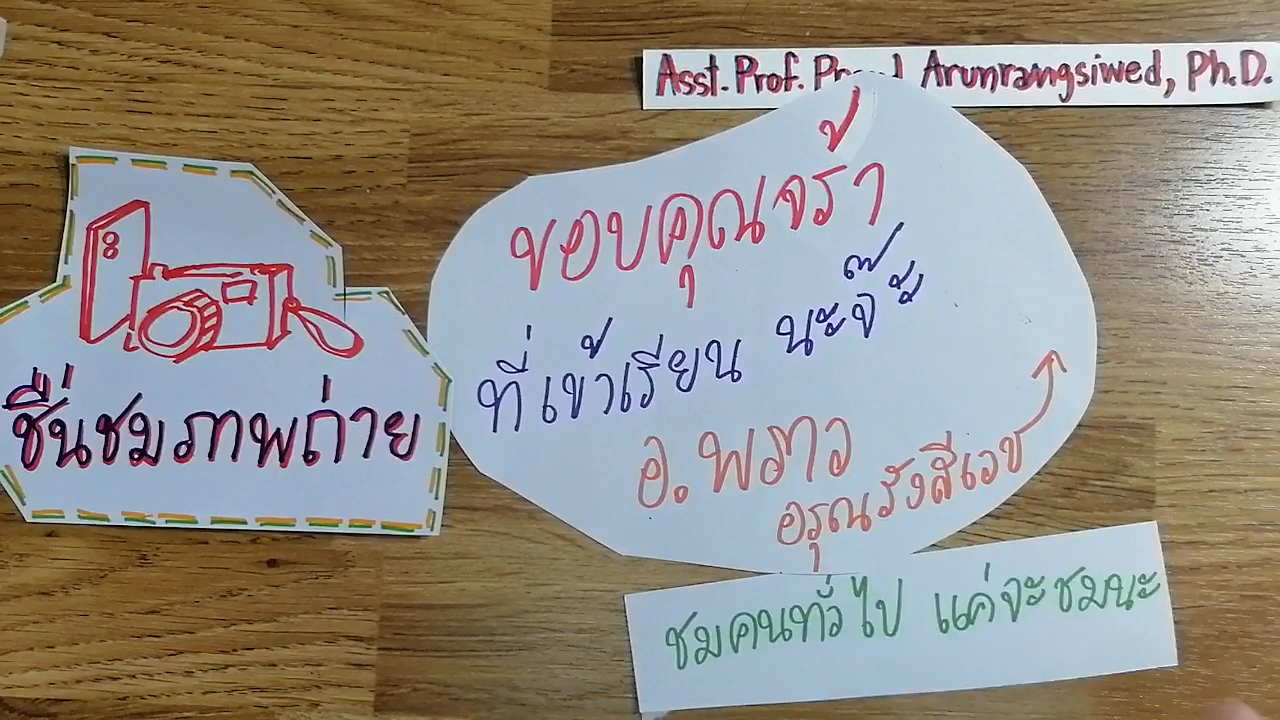 Asst. Prof. Arunrangsiwed, Ph.D.
ขอบคุณจร้า
ที่เข้าเรียน นะจ๊ะ
อ.พราว
อรุณรังสีเวช
ชื่นชมภาพถ่าย
ชมคนทั่วไป แค่จะชมนะ